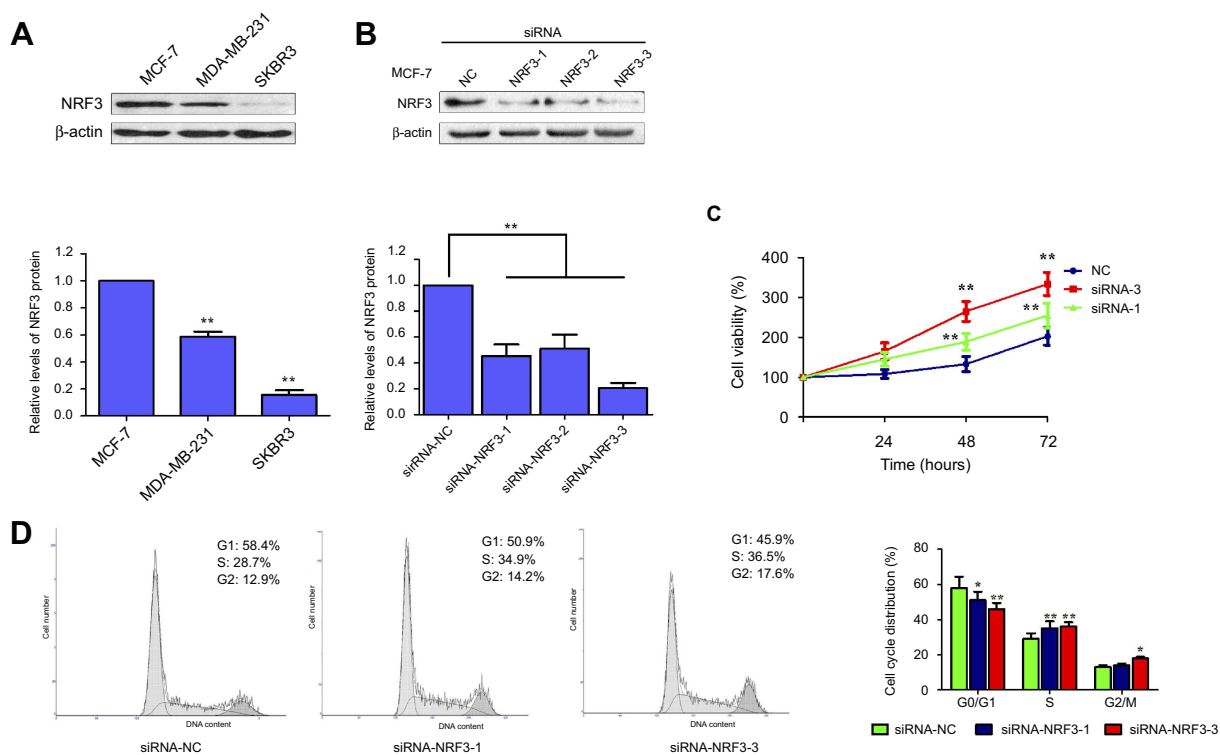 A
MCF-7
MDA-MB-231
SKBR3
NRF3
β-actin
Relative levels of NRF3 protein
1.2
1.0
0.8
0.6
0.4
0.2
0.0
**
**
MCF-7
MDA-MB-231
SKBR3
B
siRNA
MCF-7
NC
NRF3-1
NRF3-2
NRF3-3
NRF3
β-actin
Relative levels of NRF3 protein
1.2
1.0
0.8
0.6
0.4
0.2
0.0
**
sirRNA-NC
siRNA-NRF3-1
siRNA-NRF3-2
siRNA-NRF3-3
C
Cell viability (%)
400
300
200
100
0
**
**
**
**
24
48
72
Time (hours)
NC
siRNA-3
siRNA-1
D
Cell number
G1: 58.4%
S: 28.7%
G2: 12.9%
DNA content
siRNA-NC
Cell number
G1: 50.9%
S: 34.9%
G2: 14.2%
DNA content
siRNA-NRF3-1
Cell number
G1: 45.9%
S: 36.5%
G2: 17.6%
DNA content
siRNA-NRF3-3
Cell cycle distribution (%)
80
60
40
20
0
*
**
**
**
*
G0/G1
S
G2/M
siRNA-NC
siRNA-NRF3-1
siRNA-NRF3-3